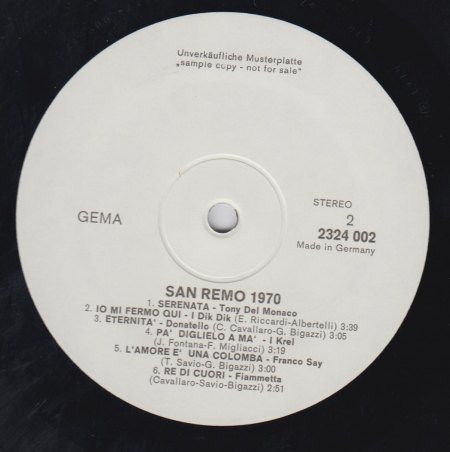 Unverkäufliche Musterplatte
„sample copy - not for sale"
GEMA
STEREO
2
2324 002
Made in Germany
SAN REMO 1970
1. SERENATA - Tony Del Monaco
2. IO MI FERMO QUI - I Dik Dik (E. Riccardi-Albertelli) 3:39
3. ETERNITA' - Donatello (C. Cavallaro-G. Bigazzi) 3:05
4. PA' DIGLIELO A MA' - I Krel
(J. Fontana-F. Migliacci) 3:19
5. L'AMORE E' UNA COLOMBA - Franco Say
(T. Savio-G. Bigazzi) 3:05
6. RE DI CUORI - Fiammetta
(Cavallaro-Savio-Bigazzi) 2:51